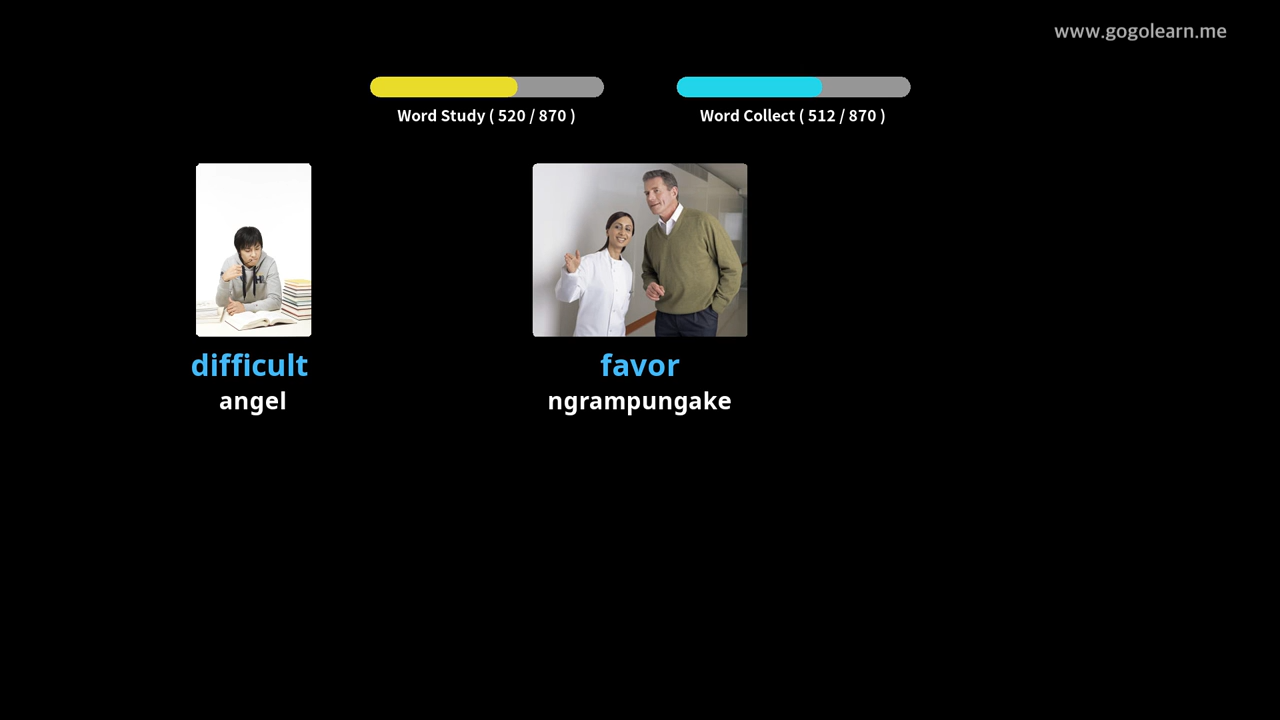 www.gogolearn.me
Word Study ( 520 / 870 )
Word Collect ( 512 / 870 )
difficult
angel
favor
ngrampungake